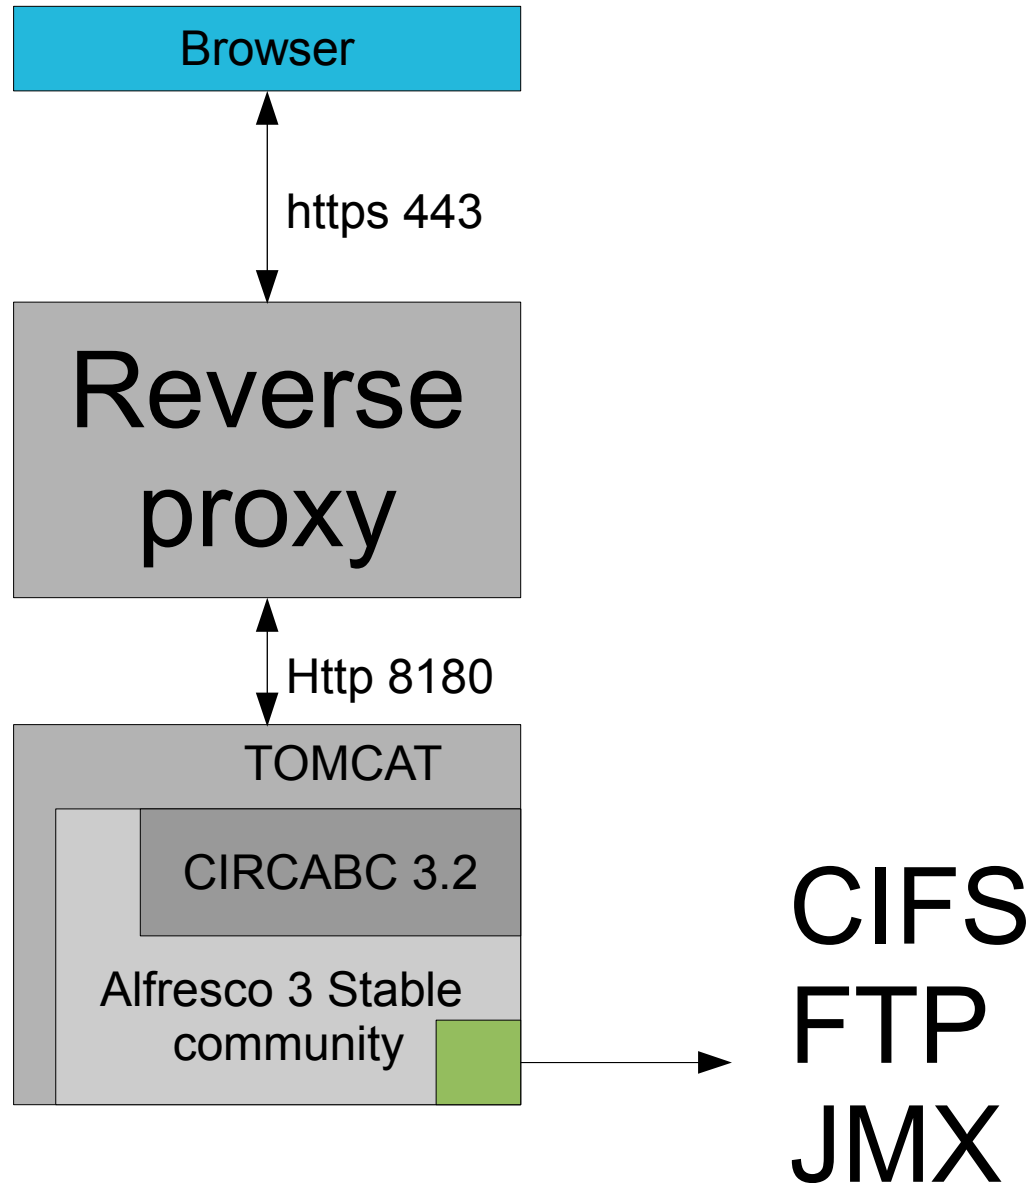 Browser
https 443
Reverse
proxy
Http 8180
TOMCAT
CIRCABC 3.2
Alfresco 3 Stable
community
CIFS
FTP
JMX